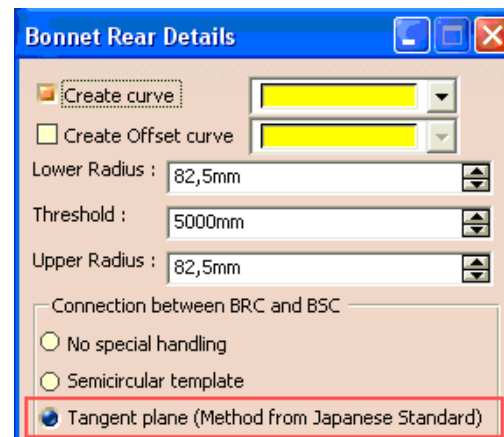 Bonnet Rear Details
Create curve
Create Offset curve
Lower Radius : 82,5mm
Threshold : 5000mm
Upper Radius : 82,5mm
Connection between BRC and BSC
No special handling
Semicircular template
Tangent plane (Method from Japanese Standard)